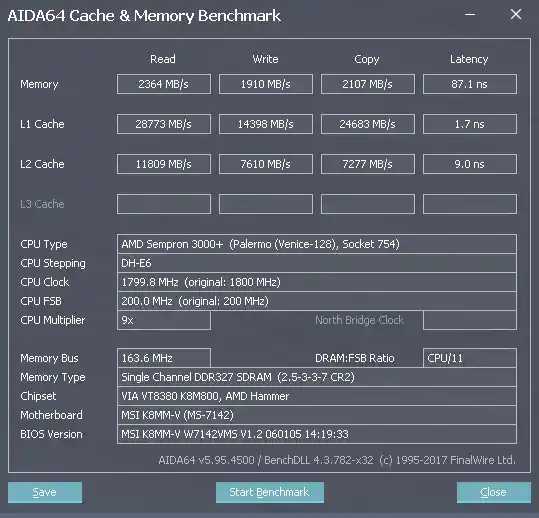 AIDA64 Cache & Memory Benchmark
Read Write Copy Latency
Memory 2364 MB/s 1910 MB/s 2107 MB/s 87.1 ns
L1 Cache 28773 MB/s 14398 MB/s 24683 MB/s 1.7 ns
L2 Cache 11809 MB/s 7610 MB/s 7277 MB/s 9.0 ns
L3 Cache
CPU Type AMD Sempron 3000+ (Palermo (Venice-128), Socket 754)
CPU Stepping DH-E6
CPU Clock 1799.8 MHz (original: 1800 MHz)
CPU FSB 200.0 MHz (original: 200 MHz)
CPU Multiplier 9x North Bridge Clock
Memory Bus 163.6 MHz DRAM:FSB Ratio CPU/11
Memory Type Single Channel DDR327 SDRAM (2.5-3-3-7 CR2)
Chipset VIA VT8380 K8M800, AMD Hammer
Motherboard MSI K8MM-V (MS-7142)
BIOS Version MSI K8MM-V W7142VMS V1.2 060105 14:19:33
AIDA64 v5.95.4500 / BenchDLL 4.3.782-x32 (c) 1995-2017 FinalWire Ltd.
Save Start Benchmark Close